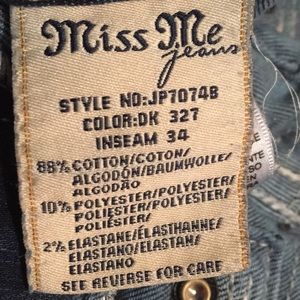 Miss Me
jeans
STYLE NO:JP7074B
COLOR:DK 327
INSEAM 34
88% COTTON/COTON/
ALGODÓN/BAUMWOLLE/
ALGODÃO
10% POLYESTER/POLYESTER/
POLIÉSTER/POLYESTER/
POLIÉSTER/
2% ELASTANE/ÉLASTHANNE/
ELASTANO/ELASTAN/
ELASTANO
SEE REVERSE FOR CARE